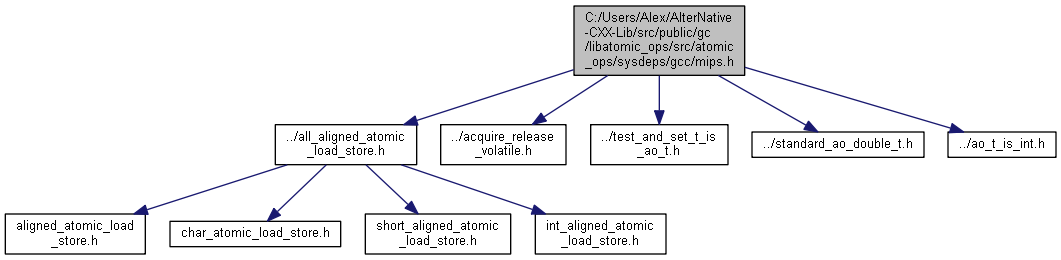 C:/Users/Alex/AlterNative
-CXX-Lib/src/public/gc
/libatomic_ops/src/atomic
_ops/sysdeps/gcc/mips.h
../all_aligned_atomic
_load_store.h
../acquire_release
_volatile.h
../test_and_set_t_is
_ao_t.h
../standard_ao_double_t.h
../ao_t_is_int.h
aligned_atomic_load
_store.h
char_atomic_load_store.h
short_aligned_atomic
_load_store.h
int_aligned_atomic
_load_store.h